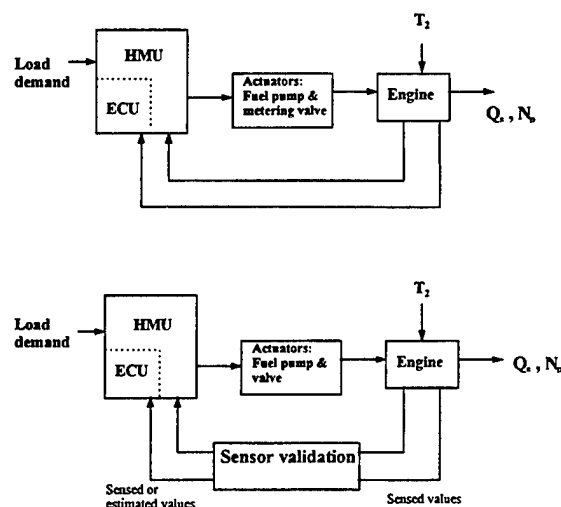 T₂
Load
demand
HMU
ECU
Actuators:
Fuel pump &
metering valve
Engine
Qₛ , Nₚ
T₂
Load
demand
HMU
ECU
Actuators:
Fuel pump &
valve
Engine
Qₛ , Nₚ
Sensor validation
Sensed or
estimated values
Sensed values